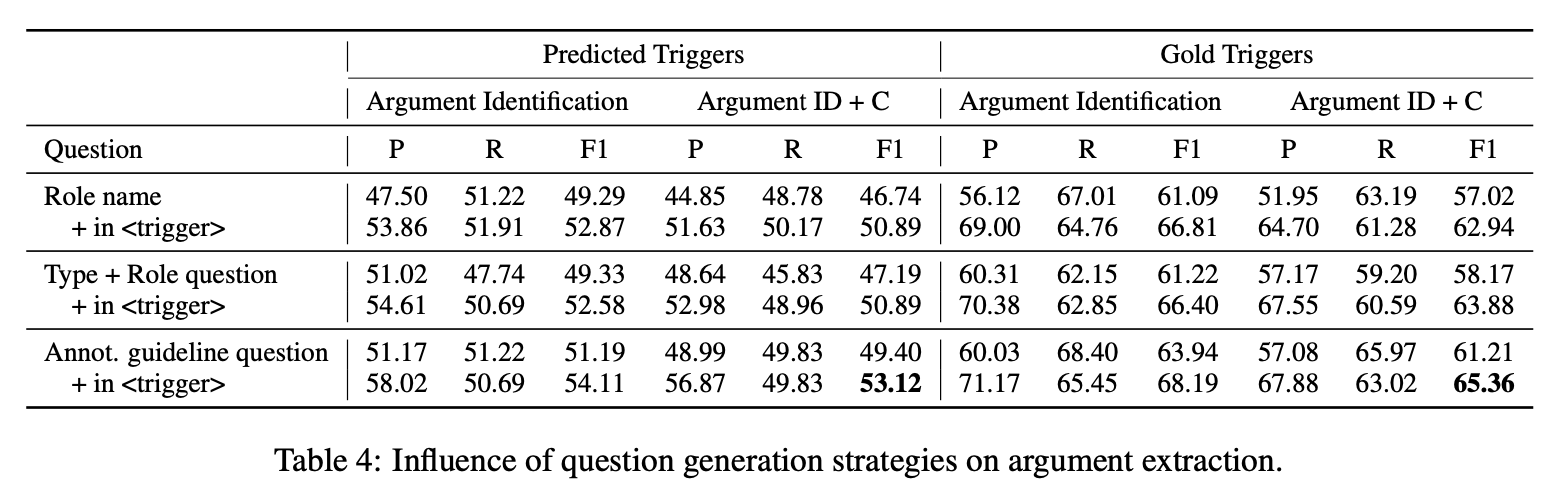 Predicted Triggers Gold Triggers
Argument Identification Argument ID + C Argument Identification Argument ID + C
Question P R F1 P R F1 P R F1 P R F1
Role name 47.50 51.22 49.29 44.85 48.78 46.74 56.12 67.01 61.09 51.95 63.19 57.02
+ in <trigger> 53.86 51.91 52.87 51.63 50.17 50.89 69.00 64.76 66.81 64.70 61.28 62.94
Type + Role question 51.02 47.74 49.33 48.64 45.83 47.19 60.31 62.15 61.22 57.17 59.20 58.17
+ in <trigger> 54.61 50.69 52.58 52.98 48.96 50.89 70.38 62.85 66.40 67.55 60.59 63.88
Annot. guideline question 51.17 51.22 51.19 48.99 49.83 49.40 60.03 68.40 63.94 57.08 65.97 61.21
+ in <trigger> 58.02 50.69 54.11 56.87 49.83 53.12 71.17 65.45 68.19 67.88 63.02 65.36
Table 4: Influence of question generation strategies on argument extraction.